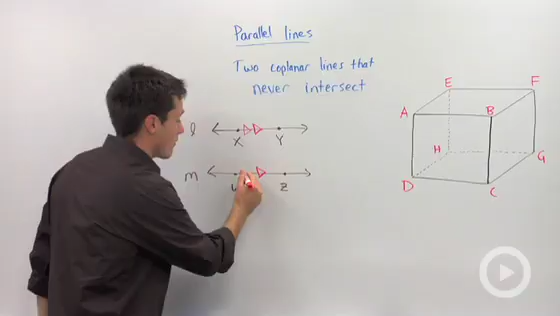 Parallel lines
Two coplanar lines that
never intersect
E F
l A B
X Y
H G
m
Z D C